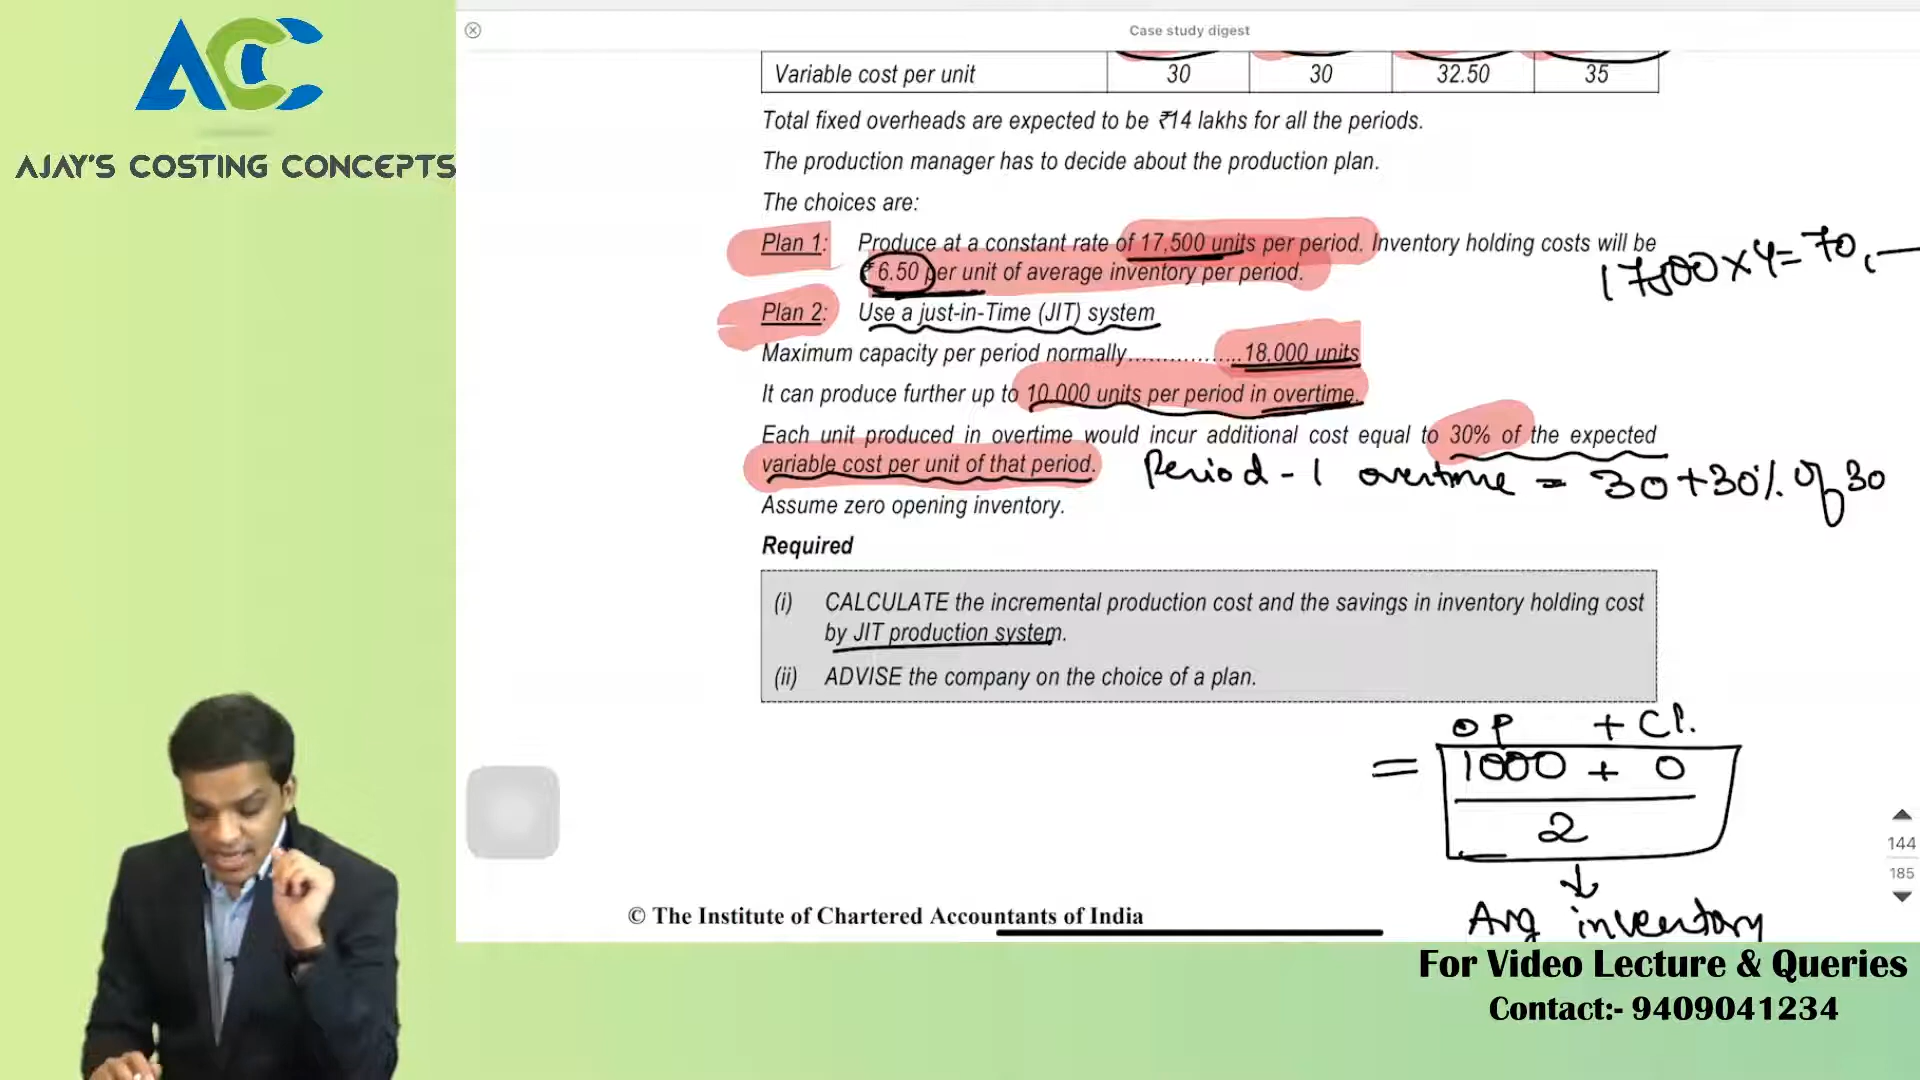 ACC
AJAY'S COSTING CONCEPTS
Case study digest
Variable cost per unit 30 30 32.50 35
Total fixed overheads are expected to be ₹14 lakhs for all the periods.
The production manager has to decide about the production plan.
The choices are:
Plan 1: Produce at a constant rate of 17,500 units per period. Inventory holding costs will be
₹ 6.50 per unit of average inventory per period.
17500 x 4 = 70,
Plan 2: Use a just-in-Time (JIT) system
Maximum capacity per period normally.................18,000 units
It can produce further up to 10,000 units per period in overtime.
Each unit produced in overtime would incur additional cost equal to 30% of the expected
variable cost per unit of that period.
Period - 1 overtime = 30 + 30% of 30
Assume zero opening inventory.
Required
(i) CALCULATE the incremental production cost and the savings in inventory holding cost
by JIT production system.
(ii) ADVISE the company on the choice of a plan.
OP + Cl.
= 1000 + 0
2
Avg inventory
144
185
© The Institute of Chartered Accountants of India
For Video Lecture & Queries
Contact:- 9409041234